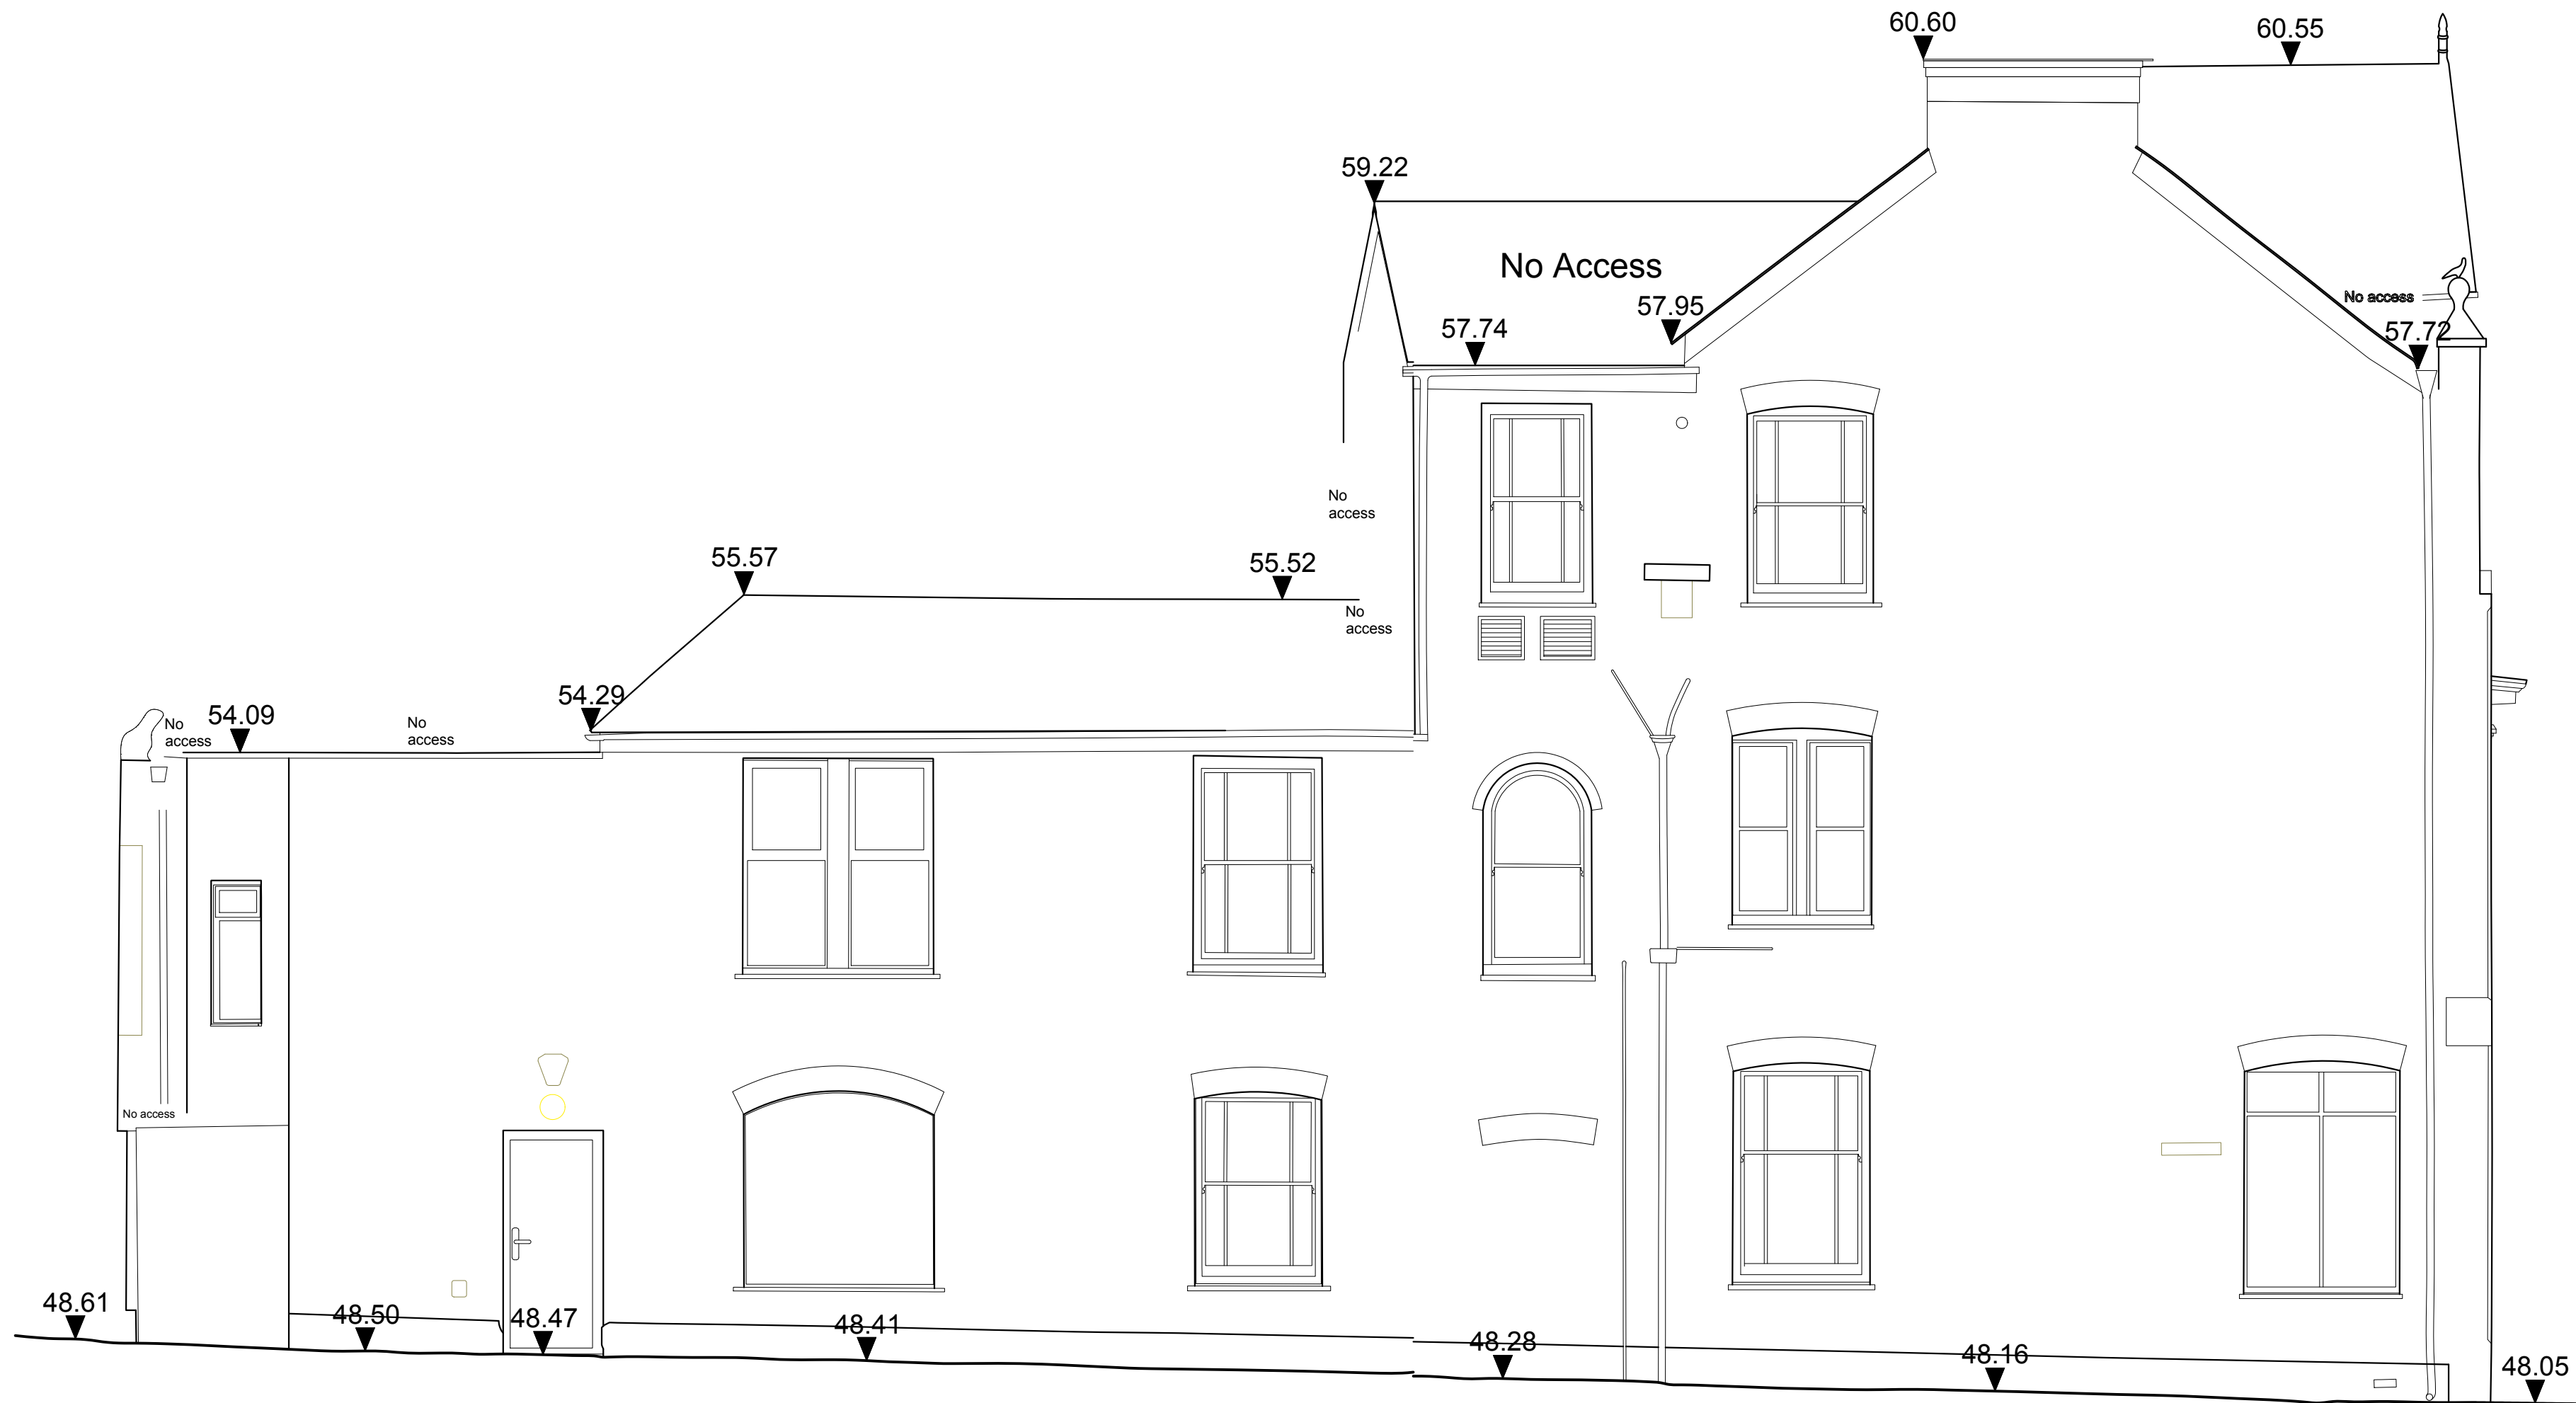 60.60
60.55
59.22
No Access
57.95
No access
57.74
57.72
No
access
55.57
55.52
No
access
54.29
54.09
No
access
No
access
No access
48.61
48.50
48.47
48.41
48.28
48.16
48.05